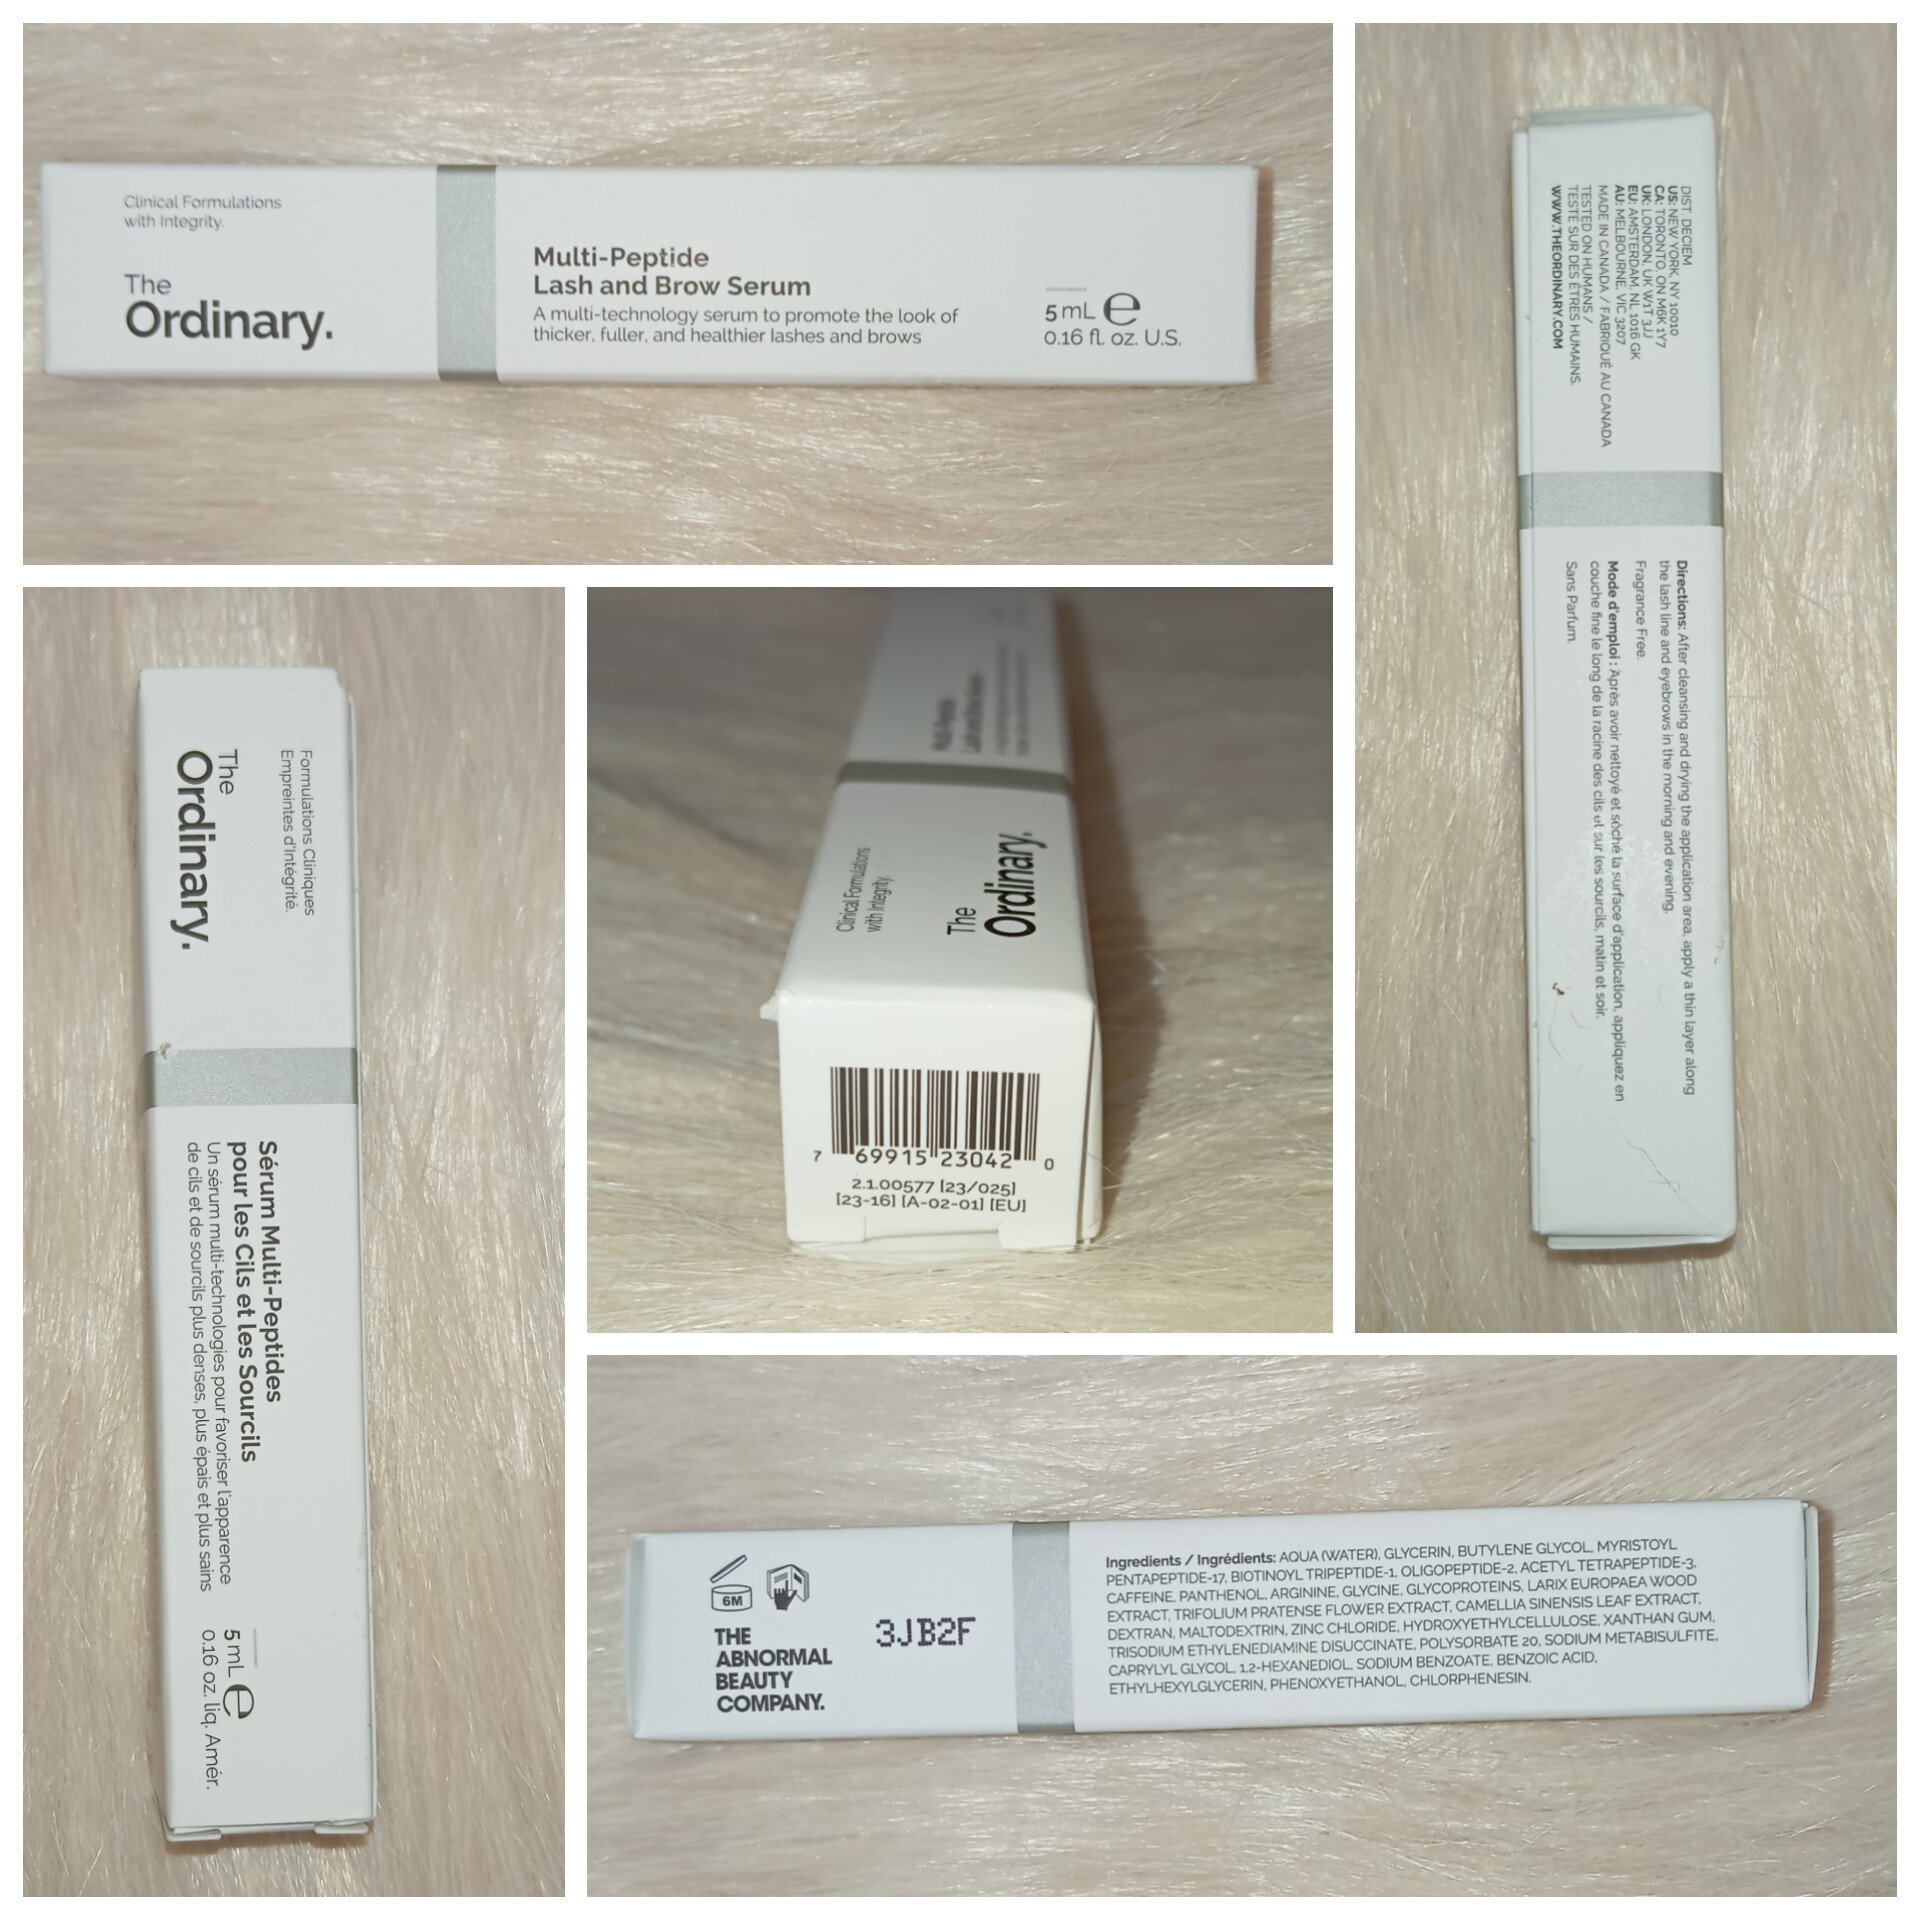 Clinical Formulations
with Integrity.
The
Ordinary.
Multi-Peptide
Lash and Brow Serum
A multi-technology serum to promote the look of
thicker, fuller, and healthier lashes and brows
5 mL e
0.16 fl. oz. U.S.
DIST. DECIEM
US: NEW YORK, NY 10010
CA: TORONTO, ON M6K 1Y7
UK: LONDON, UK W1T 3JJ
EU: AMSTERDAM, NL 1016 GK
AU: MELBOURNE, VIC 3207
MADE IN CANADA / FABRIQUÉ AU CANADA
TESTED ON HUMANS /
TESTÉ SUR DES ÊTRES HUMAINS.
WWW.THEORDINARY.COM
Directions: After cleansing and drying the application area, apply a thin layer along
the lash line and eyebrows in the morning and evening.
Fragrance Free.
Mode d'emploi : Après avoir nettoyé et séché la surface d'application, appliquez en
couche fine le long de la racine des cils et sur les sourcils, matin et soir.
Sans Parfum.
Formulations Cliniques
Empreintes d'Intégrité.
The
Ordinary.
Sérum Multi-Peptides
pour les Cils et les Sourcils
Un sérum multi-technologies pour favoriser l'apparence
de cils et de sourcils plus denses, plus épais et plus sains
5 mL e
0.16 oz. liq. Amér.
Multi-Peptide
Lash and Brow Serum
Clinical Formulations
with Integrity.
The
Ordinary.
7 69915 23042 0
2.1.00577 [23/025]
[23-16] [A-02-01] [EU]
6M
THE
ABNORMAL
BEAUTY
COMPANY.
3JB2F
Ingredients / Ingrédients: AQUA (WATER), GLYCERIN, BUTYLENE GLYCOL, MYRISTOYL
PENTAPEPTIDE-17, BIOTINOYL TRIPEPTIDE-1, OLIGOPEPTIDE-2, ACETYL TETRAPEPTIDE-3,
CAFFEINE, PANTHENOL, ARGININE, GLYCINE, GLYCOPROTEINS, LARIX EUROPAEA WOOD
EXTRACT, TRIFOLIUM PRATENSE FLOWER EXTRACT, CAMELLIA SINENSIS LEAF EXTRACT,
DEXTRAN, MALTODEXTRIN, ZINC CHLORIDE, HYDROXYETHYLCELLULOSE, XANTHAN GUM,
TRISODIUM ETHYLENEDIAMINE DISUCCINATE, POLYSORBATE 20, SODIUM METABISULFITE,
CAPRYLYL GLYCOL, 1,2-HEXANEDIOL, SODIUM BENZOATE, BENZOIC ACID,
ETHYLHEXYLGLYCERIN, PHENOXYETHANOL, CHLORPHENESIN.